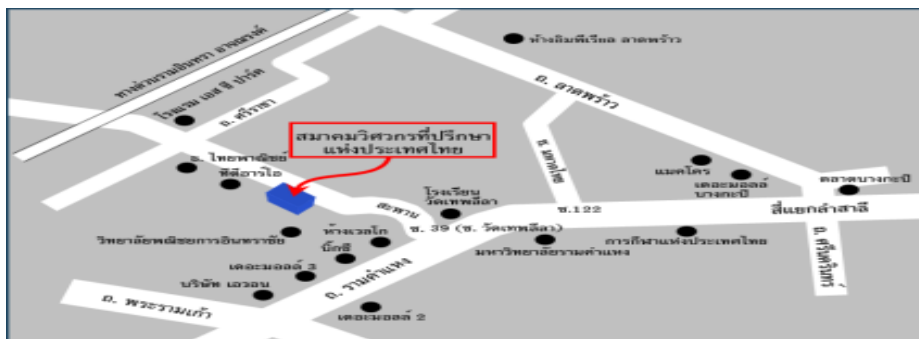 ห้างอิมพีเรียล ลาดพร้าว
ทางด่วนรามอินทรา อาจณรงค์
โรงแรม เอส ซี ปาร์ค
ถ. ศรีวรา
ถ. ลาดพร้าว
สมาคมวิศวกรที่ปรึกษา
แห่งประเทศไทย
ธ. ไทยพาณิชย์
ทีดีอาร์ไอ
ซ. มหาดไทย
แมคโคร
เดอะมอลล์
บางกะปิ
ตลาดบางกะปิ
โรงเรียน
วัดเทพลีลา
สะพาน
ซ.122
สี่แยกลำสาลี
ซ. 39 (ซ. วัดเทพลีลา)
วิทยาลัยพณิชยการอินทราชัย
ห้างเวลโก
บิ๊กซี
มหาวิทยาลัยรามคำแหง
การกีฬาแห่งประเทศไทย
ถ. ศรีนครินทร์
เดอะมอลล์ 3
บริษัท เอวอน
ถ. รามคำแหง
ถ. พระรามเก้า
เดอะมอลล์ 2